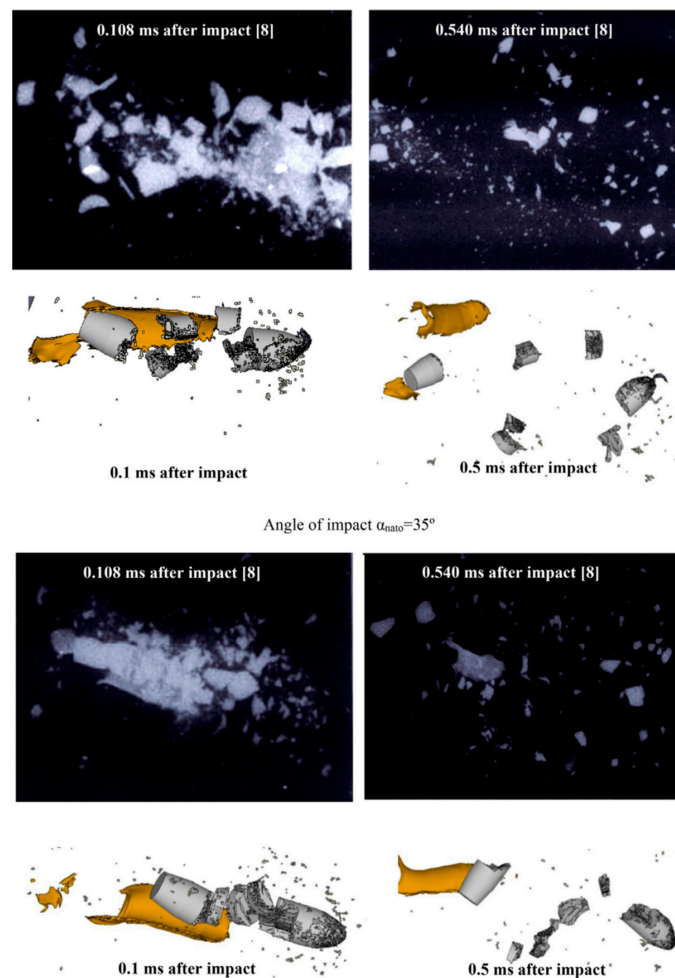 0.108 ms after impact [8]
0.540 ms after impact [8]
0.1 ms after impact
0.5 ms after impact
Angle of impact αnato=35º
0.108 ms after impact [8]
0.540 ms after impact [8]
0.1 ms after impact
0.5 ms after impact